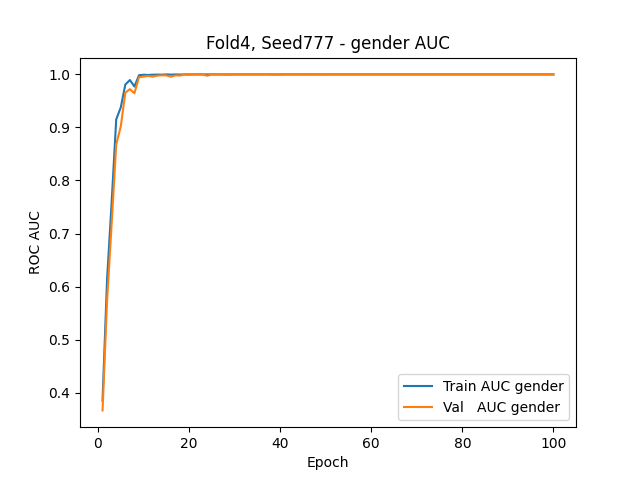 Fold4, Seed777 - gender AUC
1.0
0.9
0.8
0.7
0.6
0.5
0.4
ROC AUC
Train AUC gender
Val   AUC gender
0 20 40 60 80 100
Epoch